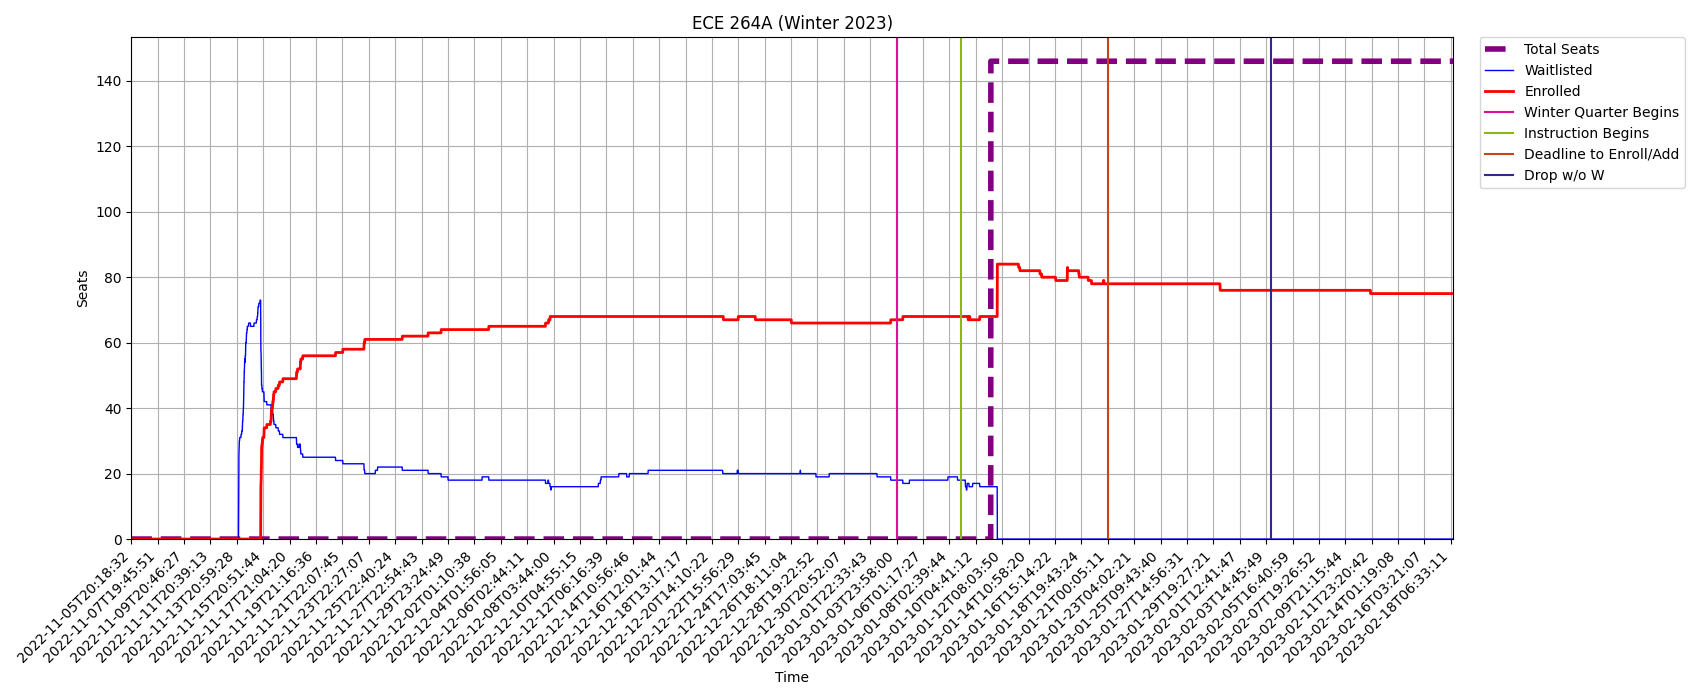 ECE 264A (Winter 2023)
Total Seats
Waitlisted
Enrolled
Winter Quarter Begins
Instruction Begins
Deadline to Enroll/Add
Drop w/o W
Seats
140
120
100
80
60
40
20
0
2022-11-05T20:18:32
2022-11-07T19:45:51
2022-11-09T20:46:27
2022-11-11T20:39:13
2022-11-13T20:59:28
2022-11-15T20:51:44
2022-11-17T21:04:20
2022-11-19T21:16:36
2022-11-21T22:07:45
2022-11-23T22:27:07
2022-11-25T22:40:24
2022-11-27T22:54:43
2022-11-29T23:24:49
2022-12-02T01:10:38
2022-12-04T01:56:05
2022-12-06T02:44:11
2022-12-08T03:44:00
2022-12-10T04:55:15
2022-12-12T06:16:39
2022-12-14T10:56:46
2022-12-16T12:01:44
2022-12-18T13:17:17
2022-12-20T14:10:22
2022-12-22T15:56:29
2022-12-24T17:03:45
2022-12-26T18:11:04
2022-12-28T19:22:52
2022-12-30T20:52:07
2023-01-01T22:33:43
2023-01-03T23:58:00
2023-01-06T01:17:27
2023-01-08T02:39:44
2023-01-10T04:41:12
2023-01-12T08:03:50
2023-01-14T10:58:20
2023-01-16T15:14:22
2023-01-18T19:43:24
2023-01-21T00:05:11
2023-01-23T04:02:21
2023-01-25T09:43:40
2023-01-27T14:56:31
2023-01-29T19:27:21
2023-02-01T12:41:47
2023-02-03T14:45:49
2023-02-05T16:40:59
2023-02-07T19:26:52
2023-02-09T21:15:44
2023-02-11T23:20:42
2023-02-14T01:19:08
2023-02-16T03:21:07
2023-02-18T06:33:11
Time